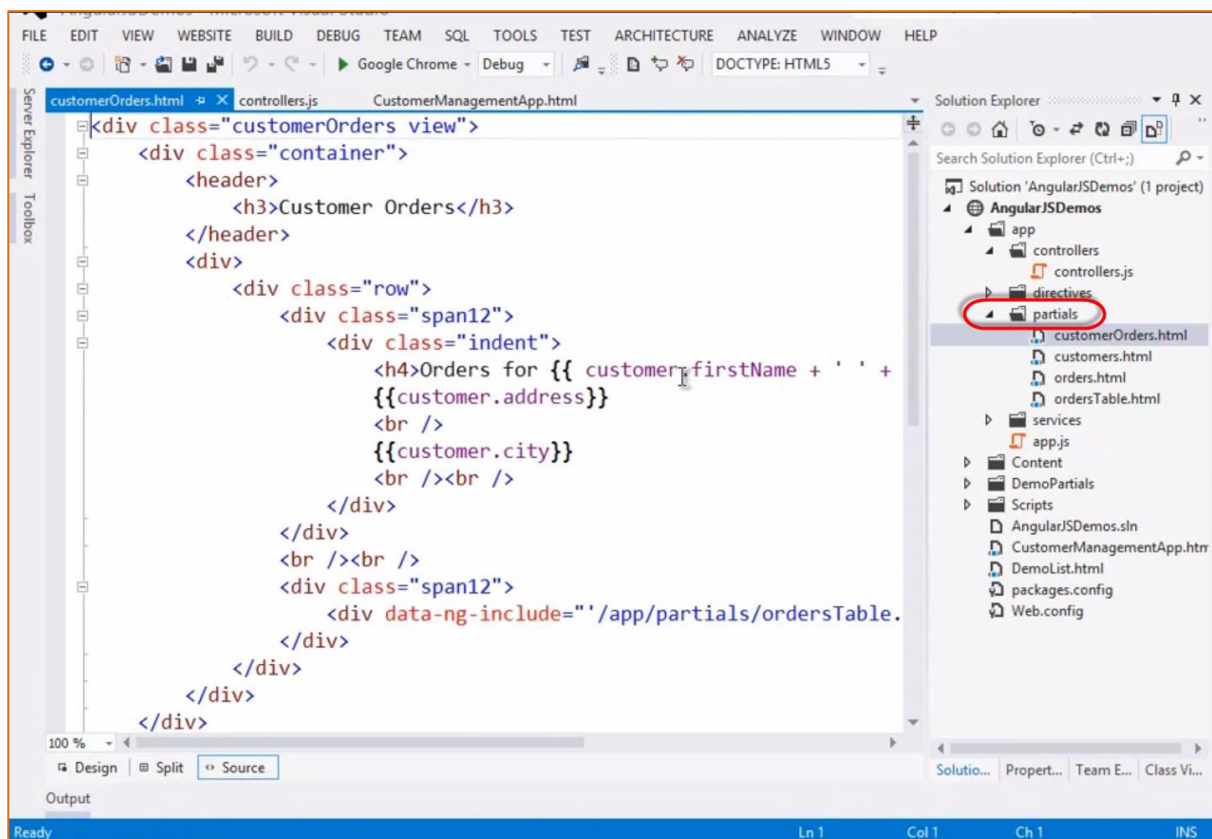 FILE EDIT VIEW WEBSITE BUILD DEBUG TEAM SQL TOOLS TEST ARCHITECTURE ANALYZE WINDOW HELP
Google Chrome Debug DOCTYPE: HTML5
Server Explorer
Toolbox
customerOrders.html controllers.js CustomerManagementApp.html
<div class="customerOrders view">
<div class="container">
<header>
<h3>Customer Orders</h3>
</header>
<div>
<div class="row">
<div class="span12">
<div class="indent">
<h4>Orders for {{ customer.firstName + ' ' +
{{customer.address}}
<br />
{{customer.city}}
<br /><br />
</div>
</div>
<br /><br />
<div class="span12">
<div data-ng-include="'/app/partials/ordersTable.
</div>
</div>
</div>
</div>
100 %
Design Split Source
Output
Solution Explorer
Search Solution Explorer (Ctrl+;)
Solution 'AngularJSDemos' (1 project)
AngularJSDemos
app
controllers
controllers.js
directives
partials
customerOrders.html
customers.html
orders.html
ordersTable.html
services
app.js
Content
DemoPartials
Scripts
AngularJSDemos.sln
CustomerManagementApp.htm
DemoList.html
packages.config
Web.config
Solutio... Propert... Team E... Class Vi...
Ready Ln 1 Col 1 Ch 1 INS